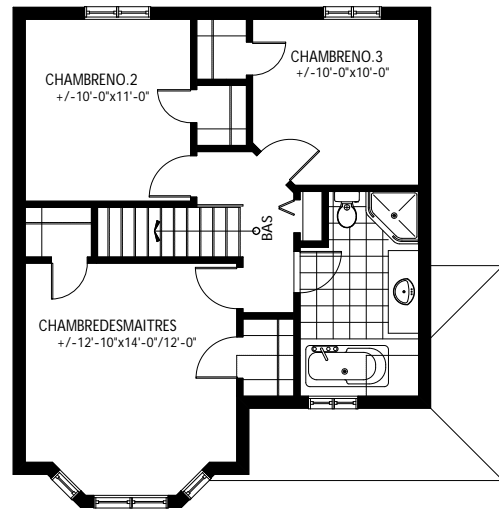 CHAMBRENO.2
+/-10'-0"x11'-0"
CHAMBRENO.3
+/-10'-0"x10'-0"
BAS
CHAMBREDESMAITRES
+/-12'-10"x14'-0"/12'-0"